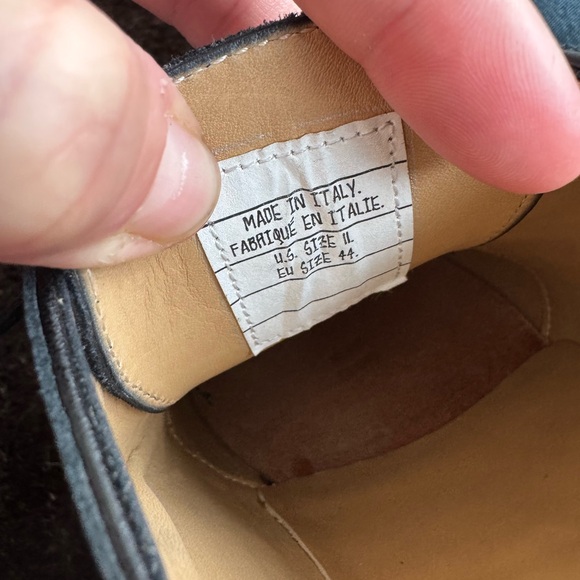 MADE IN ITALY.
FABRIQUÉ EN ITALIE.
U.S. SIZE 11.
EU SIZE 44.